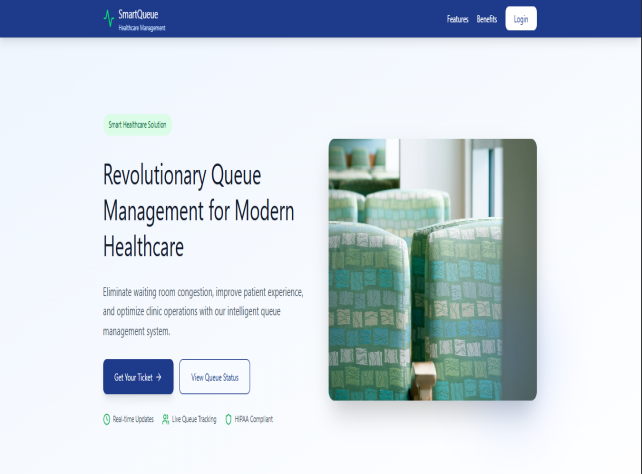 SmartQueue
Healthcare Management
Features Benefits Login
Smart Healthcare Solution
Revolutionary Queue
Management for Modern
Healthcare
Eliminate waiting room congestion, improve patient experience,
and optimize clinic operations with our intelligent queue
management system.
Get Your Ticket → View Queue Status
Real-time Updates Live Queue Tracking HIPAA Compliant